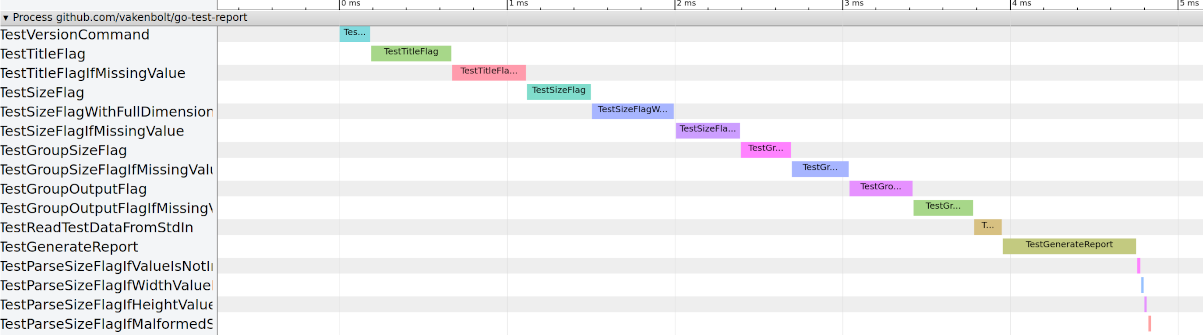 0 ms 1 ms 2 ms 3 ms 4 ms 5 ms
▼ Process github.com/vakenbolt/go-test-report
TestVersionCommand Tes...
TestTitleFlag TestTitleFlag
TestTitleFlagIfMissingValue TestTitleFla...
TestSizeFlag TestSizeFlag
TestSizeFlagWithFullDimension TestSizeFlagW...
TestSizeFlagIfMissingValue TestSizeFla...
TestGroupSizeFlag TestGr...
TestGroupSizeFlagIfMissingValu TestGr...
TestGroupOutputFlag TestGro...
TestGroupOutputFlagIfMissingV TestGr...
TestReadTestDataFromStdIn T...
TestGenerateReport TestGenerateReport
TestParseSizeFlagIfValueIsNotI
TestParseSizeFlagIfWidthValueI
TestParseSizeFlagIfHeightValue
TestParseSizeFlagIfMalformedS